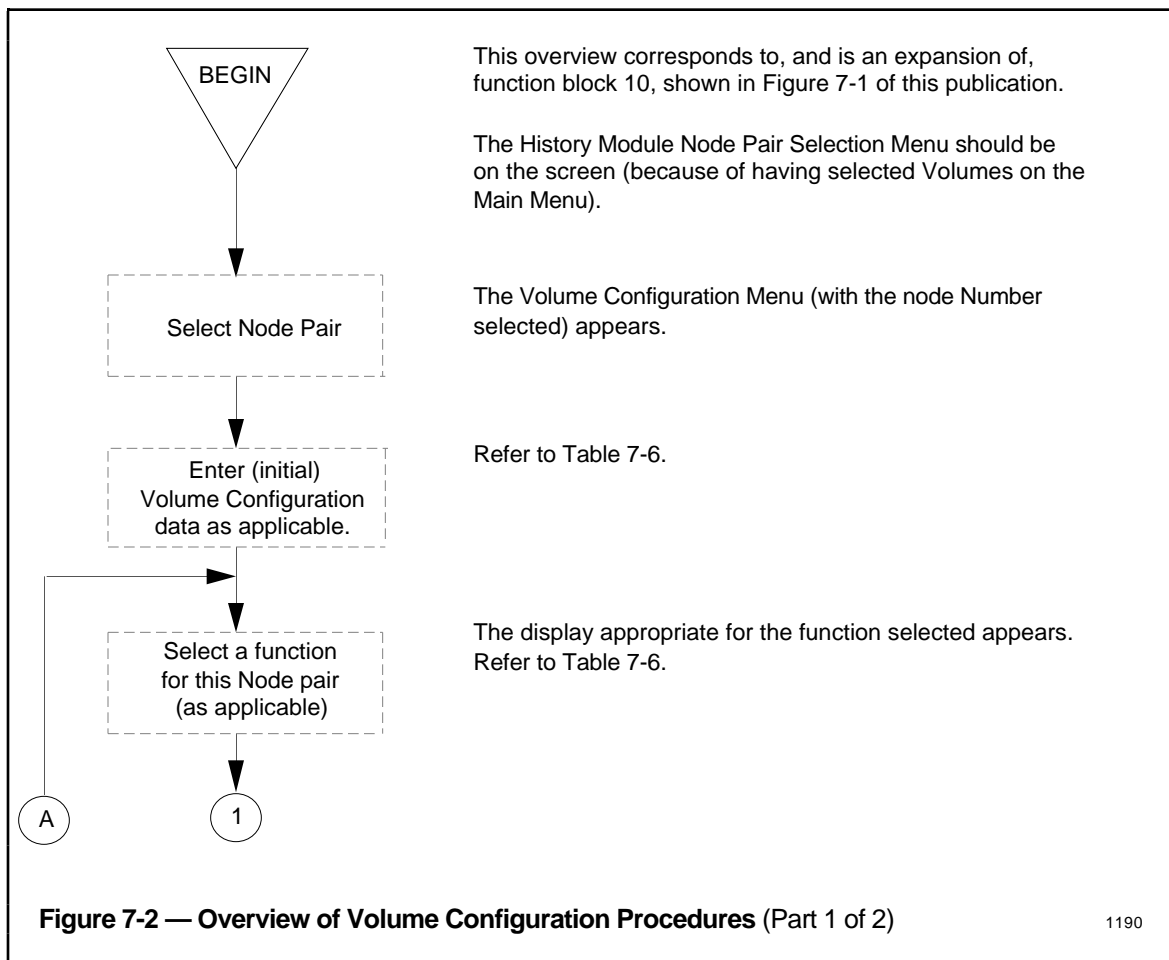 BEGIN
This overview corresponds to, and is an expansion of,
function block 10, shown in Figure 7-1 of this publication.
The History Module Node Pair Selection Menu should be
on the screen (because of having selected Volumes on the
Main Menu).
Select Node Pair
The Volume Configuration Menu (with the node Number
selected) appears.
Enter (initial)
Volume Configuration
data as applicable.
Refer to Table 7-6.
Select a function
for this Node pair
(as applicable)
The display appropriate for the function selected appears.
Refer to Table 7-6.
A
1
Figure 7-2 — Overview of Volume Configuration Procedures (Part 1 of 2)
1190